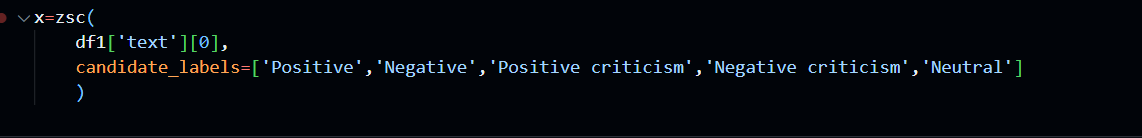 x=zsc(
df1['text'][0],
candidate_labels=['Positive','Negative','Positive criticism','Negative criticism','Neutral']
)